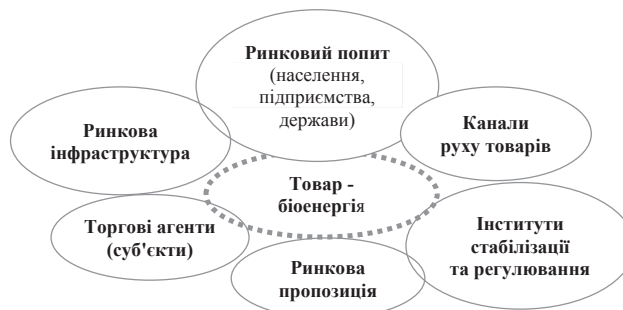 Ринковий попит
(населення,
підприємства,
держави)
Ринкова
інфраструктура
Канали
руху товарів
Товар -
біоенергія
Торгові агенти
(суб'єкти)
Інститути
стабілізації
та регулювання
Ринкова
пропозиція